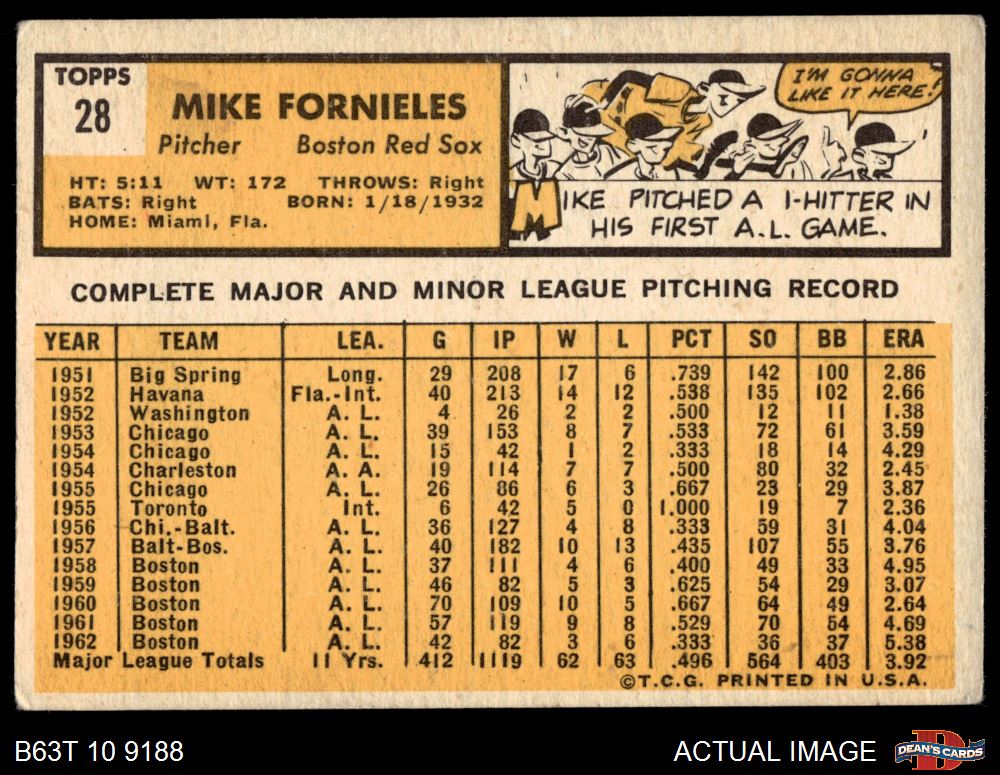 TOPPS
28
MIKE FORNIELES
Pitcher Boston Red Sox
HT: 5:11 WT: 172 THROWS: Right
BATS: Right BORN: 1/18/1932
HOME: Miami, Fla.
I'M GONNA
LIKE IT HERE!
MIKE PITCHED A 1-HITTER IN
HIS FIRST A.L. GAME.
COMPLETE MAJOR AND MINOR LEAGUE PITCHING RECORD
YEAR TEAM LEA. G IP W L PCT SO BB ERA
1951 Big Spring Long. 29 208 17 6 .739 142 100 2.86
1952 Havana Fla.-Int. 40 213 14 12 .538 135 102 2.66
1952 Washington A. L. 4 26 2 2 .500 12 11 1.38
1953 Chicago A. L. 39 153 8 7 .533 72 61 3.59
1954 Chicago A. L. 15 42 1 2 .333 18 14 4.29
1954 Charleston A. A. 19 114 7 7 .500 80 32 2.45
1955 Chicago A. L. 26 86 6 3 .667 23 29 3.87
1955 Toronto Int. 6 42 5 0 1.000 19 7 2.36
1956 Chi.-Balt. A. L. 36 127 4 8 .333 59 31 4.04
1957 Balt-Bos. A. L. 40 182 10 13 .435 107 55 3.76
1958 Boston A. L. 37 111 4 6 .400 49 33 4.95
1959 Boston A. L. 46 82 5 3 .625 54 29 3.07
1960 Boston A. L. 70 109 10 5 .667 64 49 2.64
1961 Boston A. L. 57 119 9 8 .529 70 54 4.69
1962 Boston A. L. 42 82 3 6 .333 36 37 5.38
Major League Totals 11 Yrs. 412 1119 62 63 .496 564 403 3.92
©T.C.G. PRINTED IN U.S.A.
B63T 10 9188 ACTUAL IMAGE DEAN'S CARDS